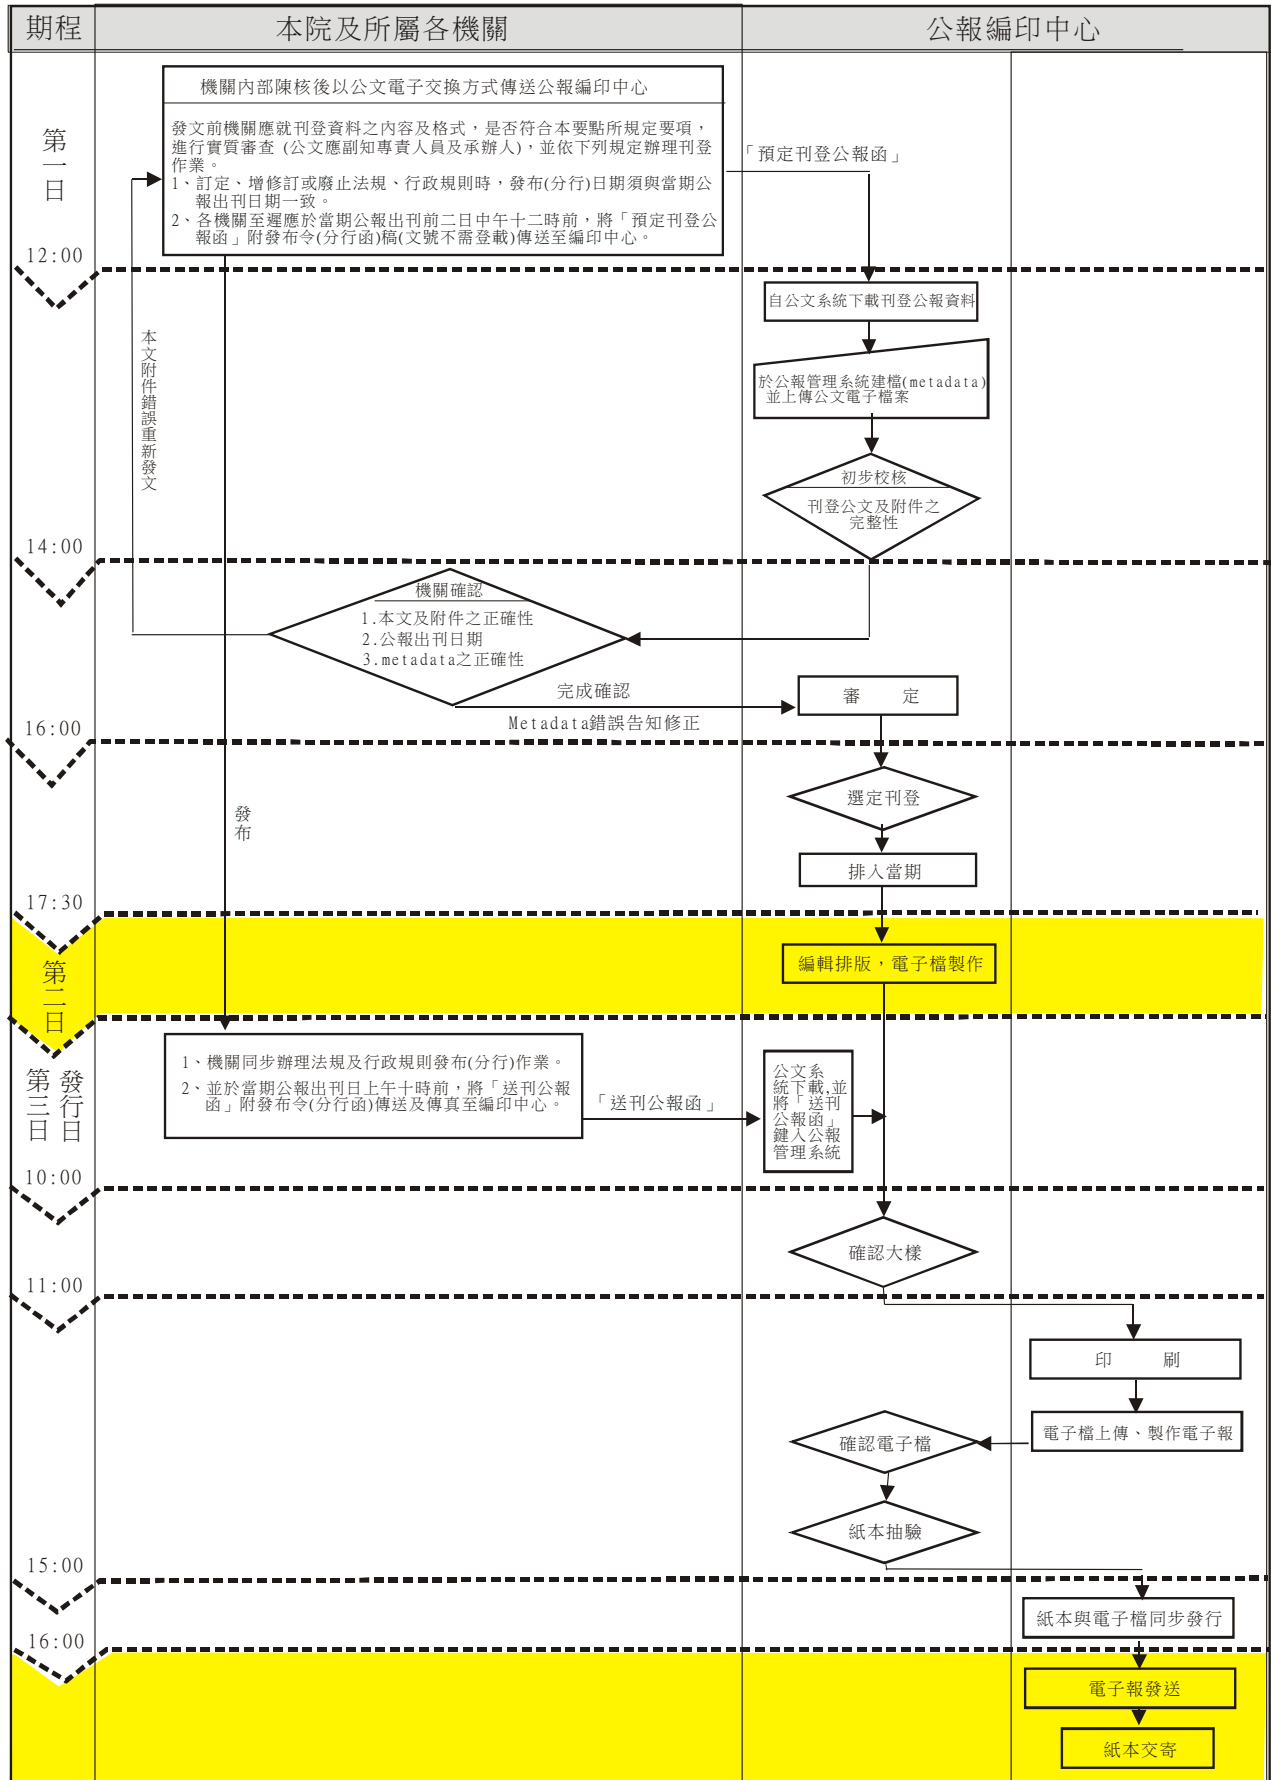 期程
本院及所屬各機關
公報編印中心
第一日
機關內部陳核後以公文電子交換方式傳送公報編印中心
發文前機關應就刊登資料之內容及格式，是否符合本要點所規定要項，
進行實質審查 (公文應副知專責人員及承辦人)，並依下列規定辦理刊登
作業。
1、訂定、增修訂或廢止法規、行政規則時，發布(分行)日期須與當期公
報出刊日期一致。
2、各機關至遲應於當期公報出刊前二日中午十二時前，將「預定刊登公
報函」附發布令(分行函)稿(文號不需登載)傳送至編印中心。
「預定刊登公報函」
12:00
自公文系統下載刊登公報資料
本文附件錯誤重新發文
於公報管理系統建檔(metadata)
並上傳公文電子檔案
初步校核
刊登公文及附件之
完整性
14:00
機關確認
1.本文及附件之正確性
2.公報出刊日期
3.metadata之正確性
完成確認
Metadata錯誤告知修正
審 定
16:00
選定刊登
發布
排入當期
17:30
第二日
編輯排版，電子檔製作
第三日
發行日
1、機關同步辦理法規及行政規則發布(分行)作業。
2、並於當期公報出刊日上午十時前，將「送刊公報
函」附發布令(分行函)傳送及傳真至編印中心。
「送刊公報函」
公文系
統下載,並
將「送刊
公報函」
鍵入公報
管理系統
10:00
確認大樣
11:00
印 刷
電子檔上傳、製作電子報
確認電子檔
紙本抽驗
15:00
紙本與電子檔同步發行
16:00
電子報發送
紙本交寄